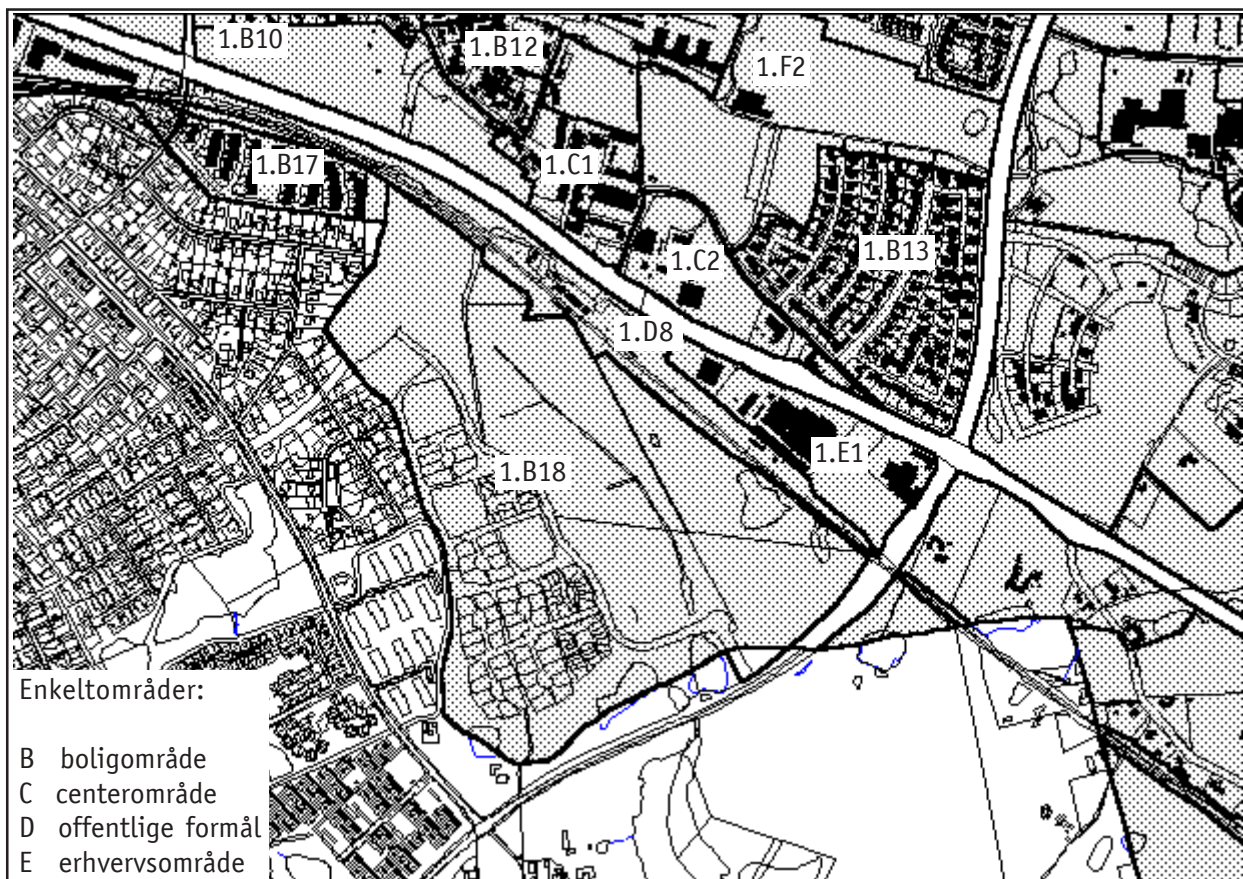 1.B10
1.B12
1.F2
1.B17
1.C1
1.C2
1.B13
1.D8
1.E1
1.B18
Enkeltområder:
B boligområde
C centerområde
D offentlige formål
E erhvervsområde